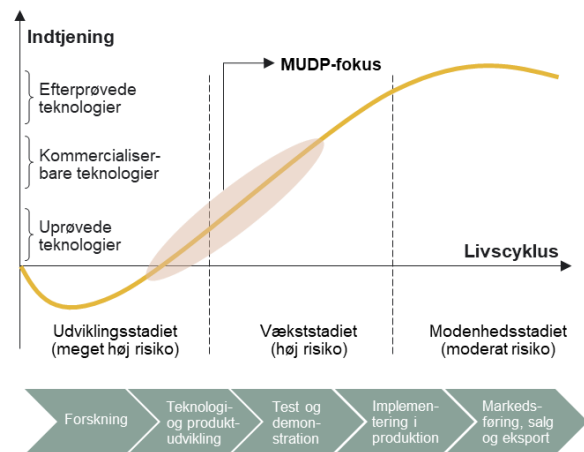 Indtjening
MUDP-fokus
Efterprøvede
teknologier
Kommercialiser-
bare teknologier
Uprøvede
teknologier
Livscyklus
Udviklingsstadiet
(meget høj risiko)
Vækststadiet
(høj risiko)
Modenhedsstadiet
(moderat risiko)
Forskning
Teknologi-
og produkt-
udvikling
Test og
demon-
stration
Implemen-
tering i
produktion
Markeds-
føring, salg
og eksport